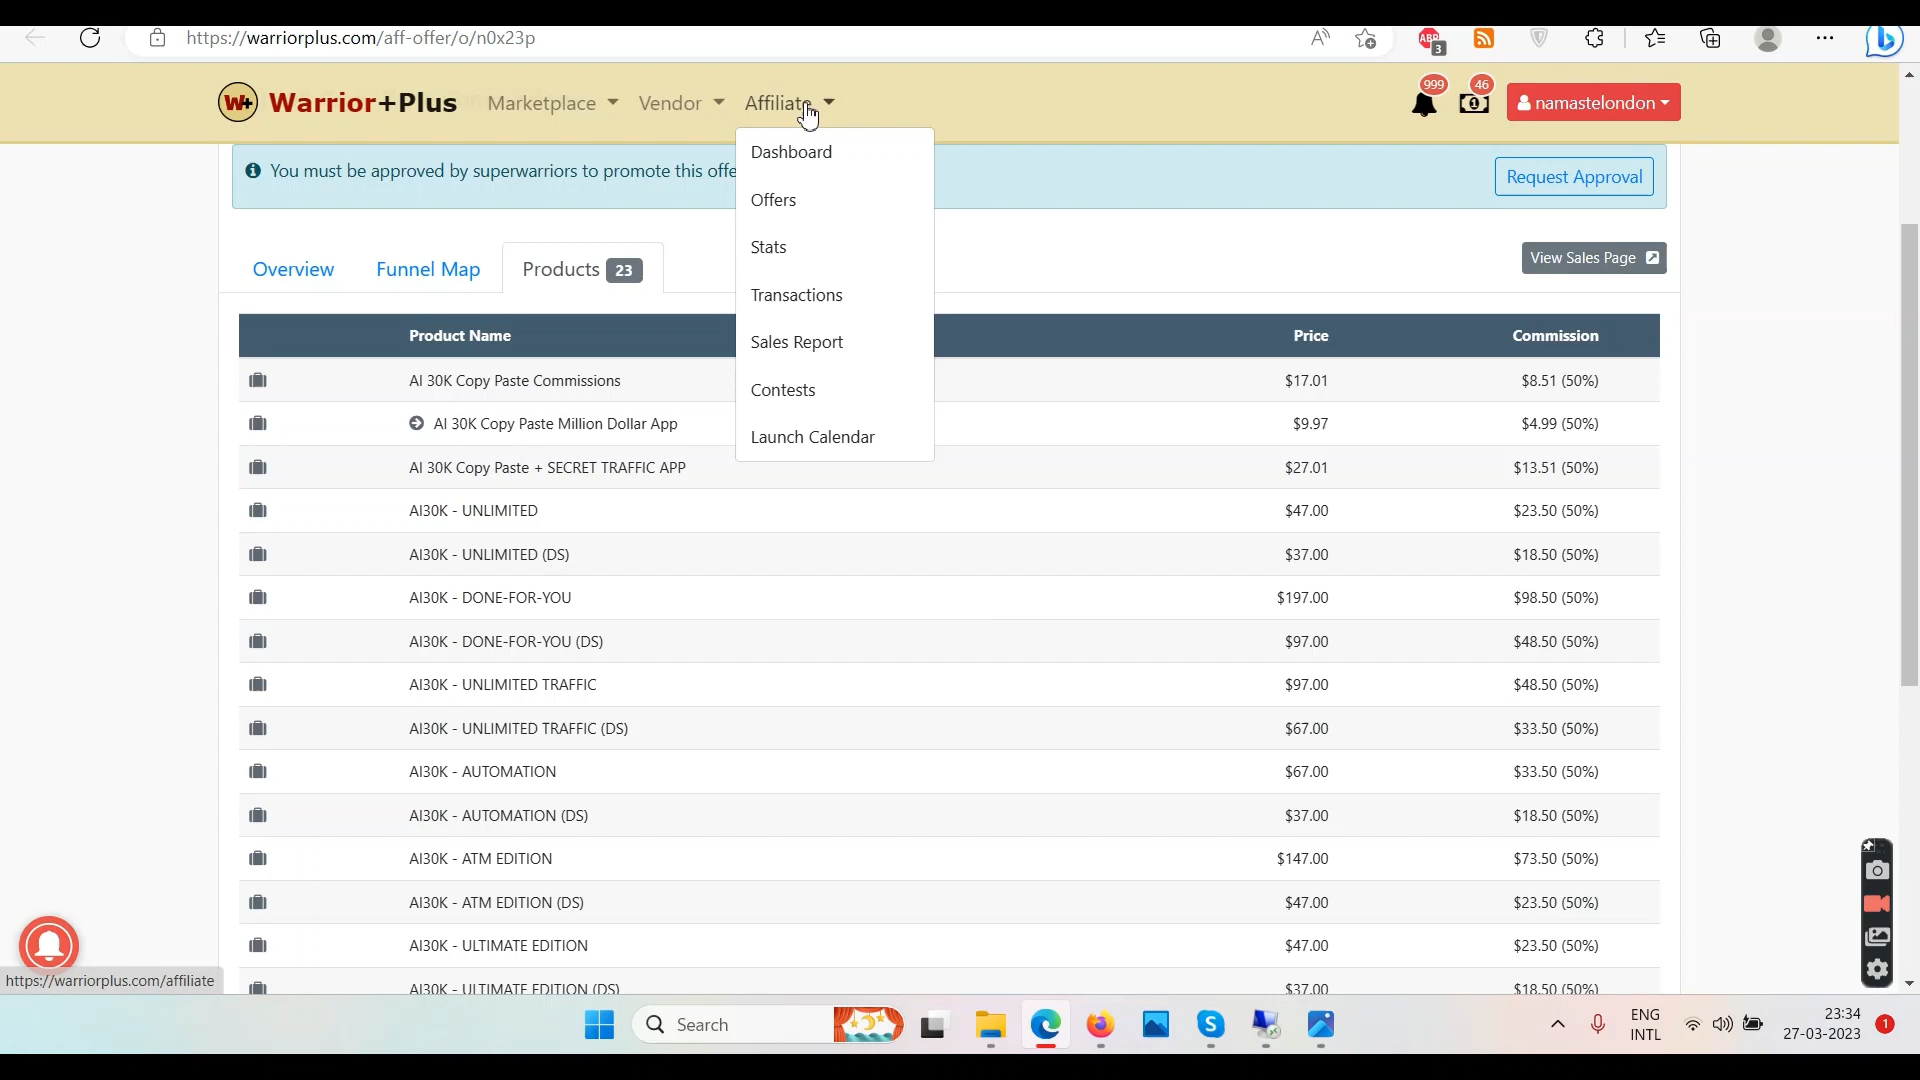 https://warriorplus.com/aff-offer/o/n0x23p
ABP
3
W+ Warrior+Plus
Marketplace
Vendor
Affiliate
999
46
namastelondon
Dashboard
Offers
Stats
Transactions
Sales Report
Contests
Launch Calendar
You must be approved by superwarriors to promote this offe
Request Approval
Overview
Funnel Map
Products 23
View Sales Page
Product Name Price Commission
AI 30K Copy Paste Commissions $17.01 $8.51 (50%)
AI 30K Copy Paste Million Dollar App $9.97 $4.99 (50%)
AI 30K Copy Paste + SECRET TRAFFIC APP $27.01 $13.51 (50%)
AI30K - UNLIMITED $47.00 $23.50 (50%)
AI30K - UNLIMITED (DS) $37.00 $18.50 (50%)
AI30K - DONE-FOR-YOU $197.00 $98.50 (50%)
AI30K - DONE-FOR-YOU (DS) $97.00 $48.50 (50%)
AI30K - UNLIMITED TRAFFIC $97.00 $48.50 (50%)
AI30K - UNLIMITED TRAFFIC (DS) $67.00 $33.50 (50%)
AI30K - AUTOMATION $67.00 $33.50 (50%)
AI30K - AUTOMATION (DS) $37.00 $18.50 (50%)
AI30K - ATM EDITION $147.00 $73.50 (50%)
AI30K - ATM EDITION (DS) $47.00 $23.50 (50%)
AI30K - ULTIMATE EDITION $47.00 $23.50 (50%)
AI30K - ULTIMATE EDITION (DS) $37.00 $18.50 (50%)
https://warriorplus.com/affiliate
Search
ENG
INTL
23:34
27-03-2023
1